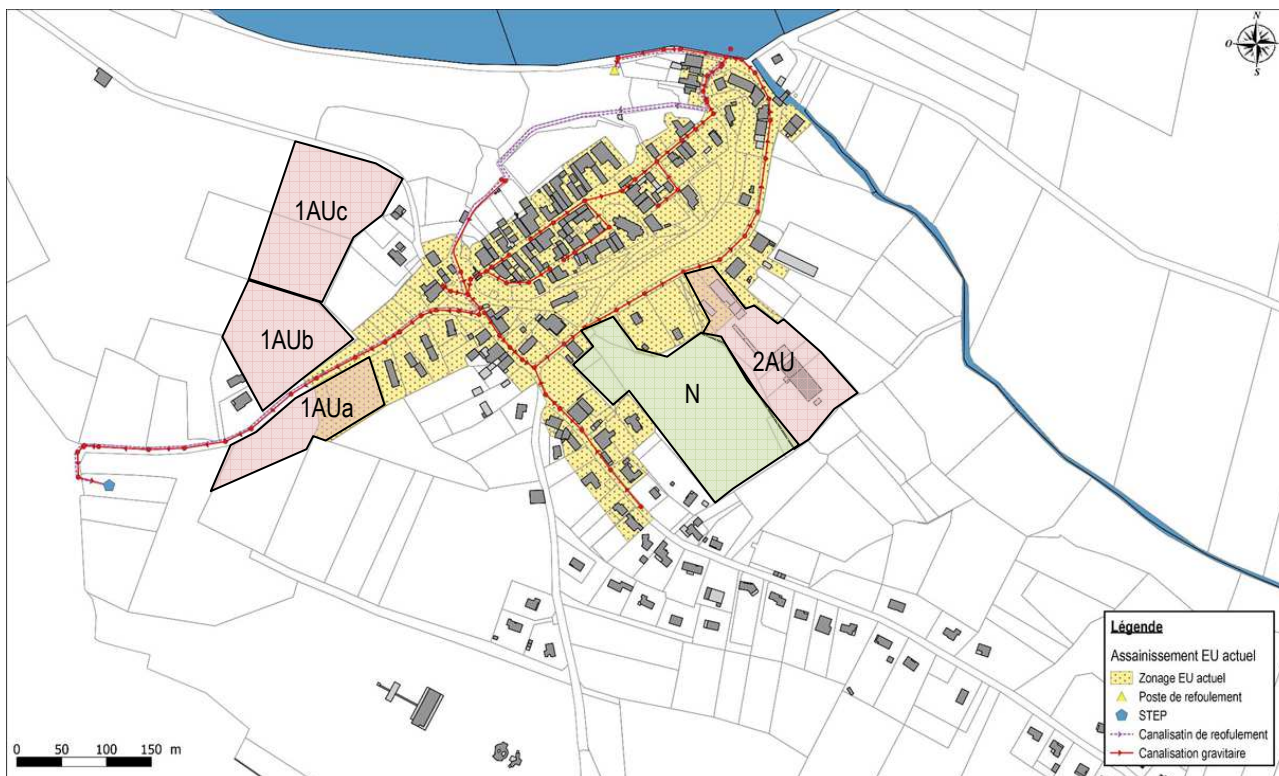 N
O
E
S
1AUc
1AUb
1AUa
2AU
N
Légende
Assainissement EU actuel
Zonage EU actuel
Poste de refoulement
STEP
Canalisatin de reofulement
Canalisation gravitaire
0 50 100 150 m